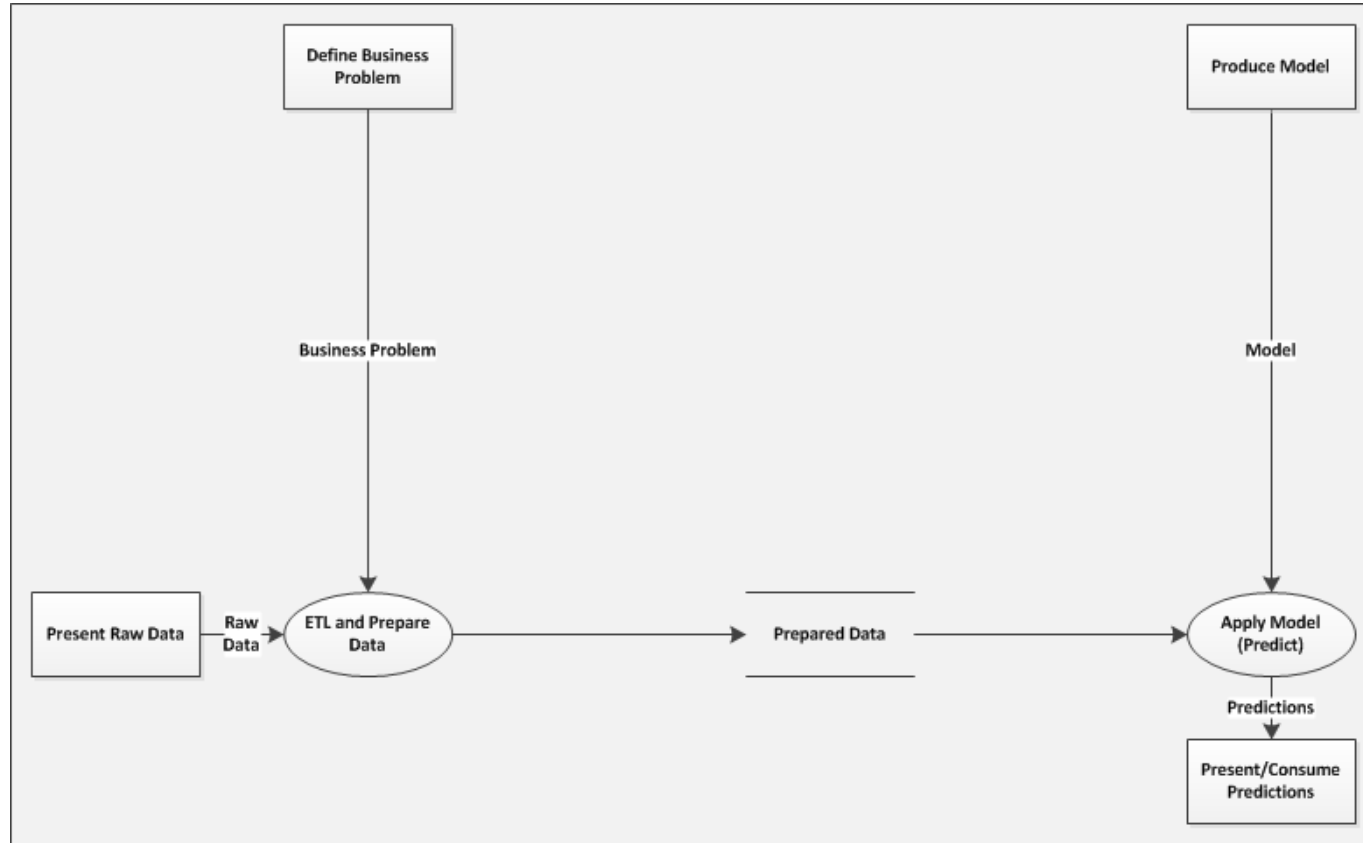 Define Business
Problem
Produce Model
Business Problem
Model
Present Raw Data
Raw
Data
ETL and Prepare
Data
Prepared Data
Apply Model
(Predict)
Predictions
Present/Consume
Predictions